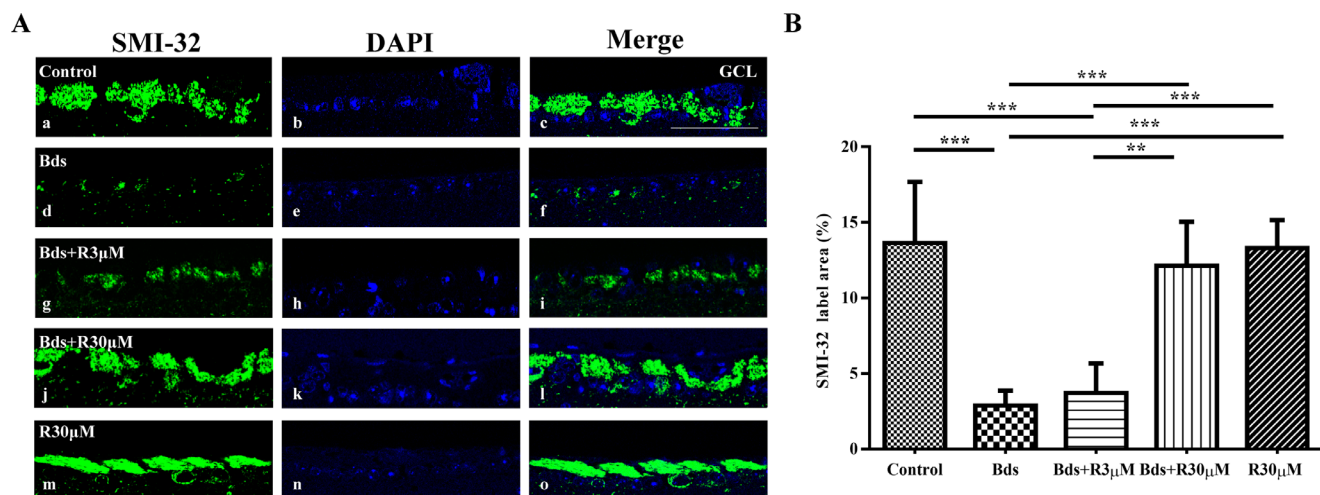 A
SMI-32 DAPI Merge
Control GCL
a b c
Bds
d e f
Bds+R3μM
g h i
Bds+R30μM
j k l
R30μM
m n o
B
***
*** ***
***
*** **
20
15
10
5
0
SMI-32 label area (%)
Control Bds Bds+R3μM Bds+R30μM R30μM